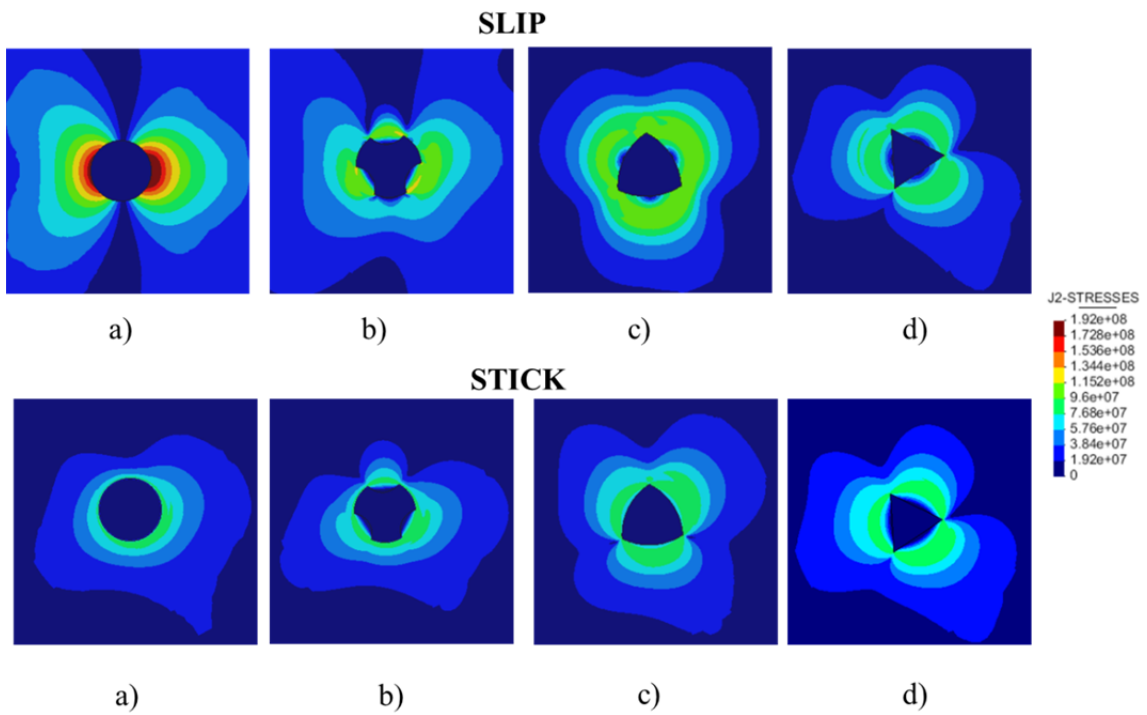 SLIP
a)
b)
c)
d)
J2-STRESSES
1.92e+08
1.728e+08
1.536e+08
1.344e+08
1.152e+08
9.6e+07
7.68e+07
5.76e+07
3.84e+07
1.92e+07
0
STICK
a)
b)
c)
d)